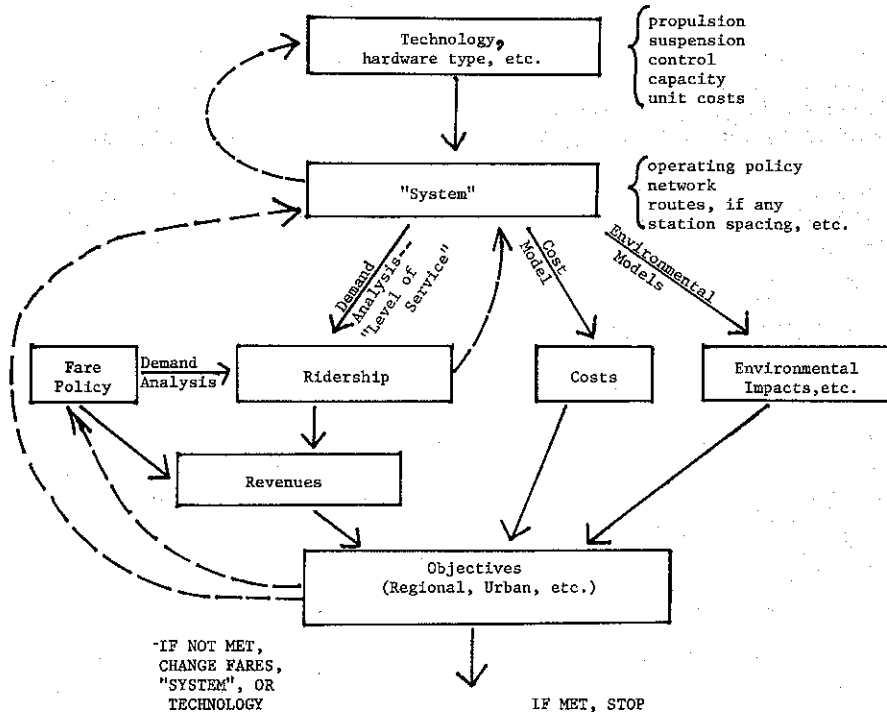 Technology,
hardware type, etc.
propulsion
suspension
control
capacity
unit costs
"System"
operating policy
network
routes, if any
station spacing, etc.
Demand
Analysis--
"Level of
Service"
Cost
Model
Environmental
Models
Fare
Policy
Demand
Analysis
Ridership
Costs
Environmental
Impacts,etc.
Revenues
Objectives
(Regional, Urban, etc.)
-IF NOT MET,
CHANGE FARES,
"SYSTEM", OR
TECHNOLOGY
IF MET, STOP